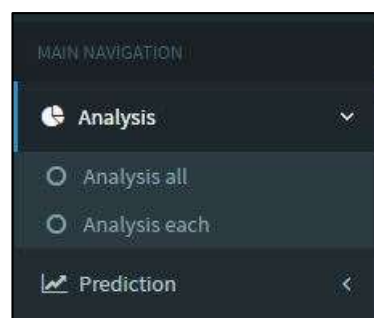 MAIN NAVIGATION
Analysis
Analysis all
Analysis each
Prediction